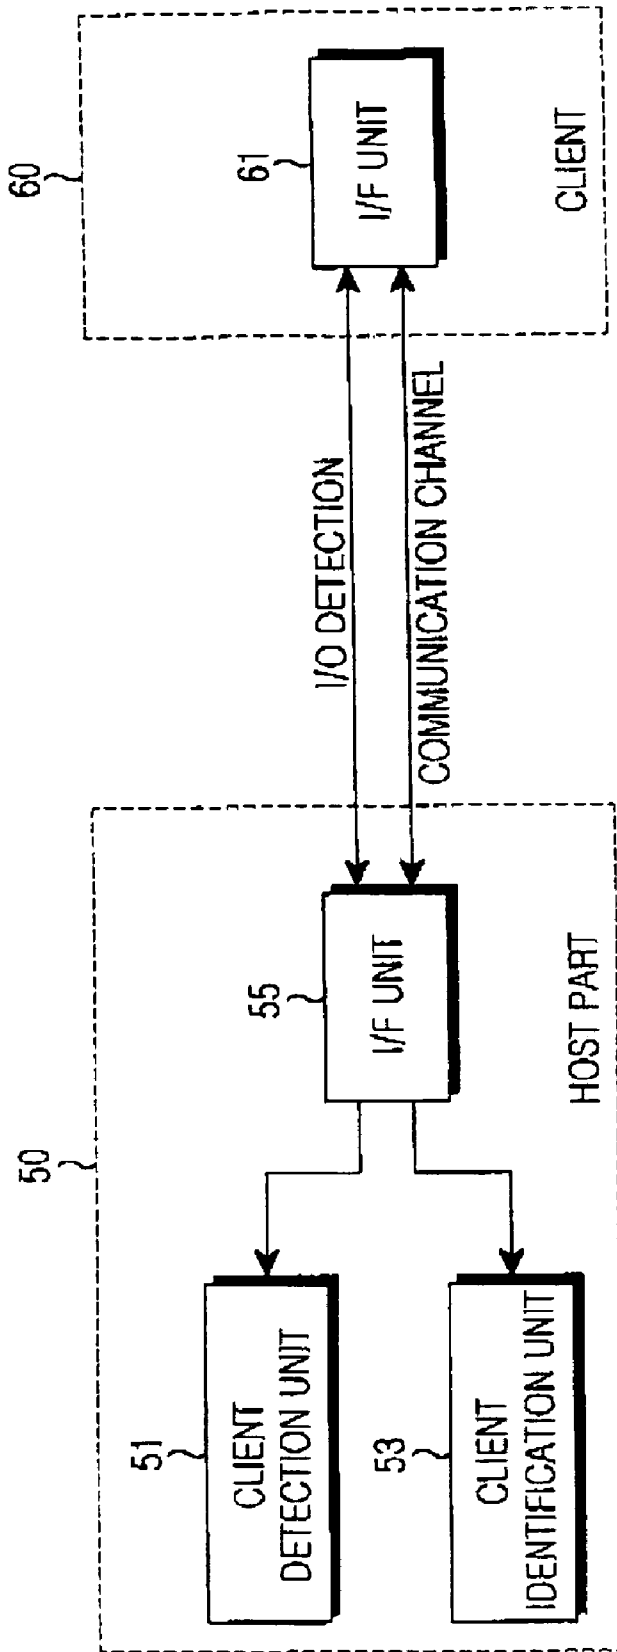 50
51
CLIENT
DETECTION UNIT
53
CLIENT
IDENTIFICATION UNIT
55
I/F UNIT
HOST PART
I/O DETECTION
COMMUNICATION CHANNEL
60
61
I/F UNIT
CLIENT